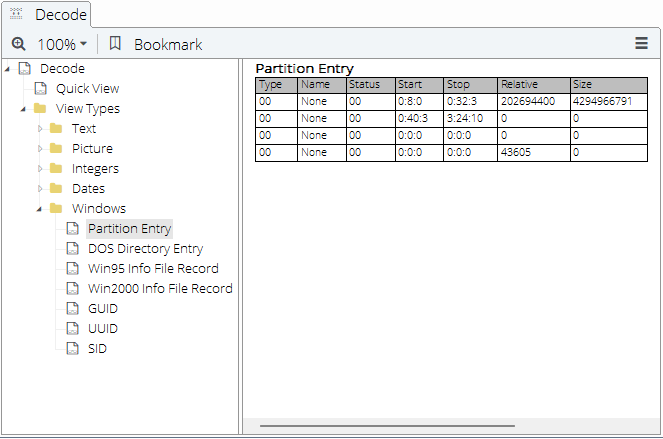 Decode
100% Bookmark
Decode
Quick View
View Types
Text
Picture
Integers
Dates
Windows
Partition Entry
DOS Directory Entry
Win95 Info File Record
Win2000 Info File Record
GUID
UUID
SID
Partition Entry
Type Name Status Start Stop Relative Size
00 None 00 0:8:0 0:32:3 202694400 4294966791
00 None 00 0:40:3 3:24:10 0 0
00 None 00 0:0:0 0:0:0 0 0
00 None 00 0:0:0 0:0:0 43605 0